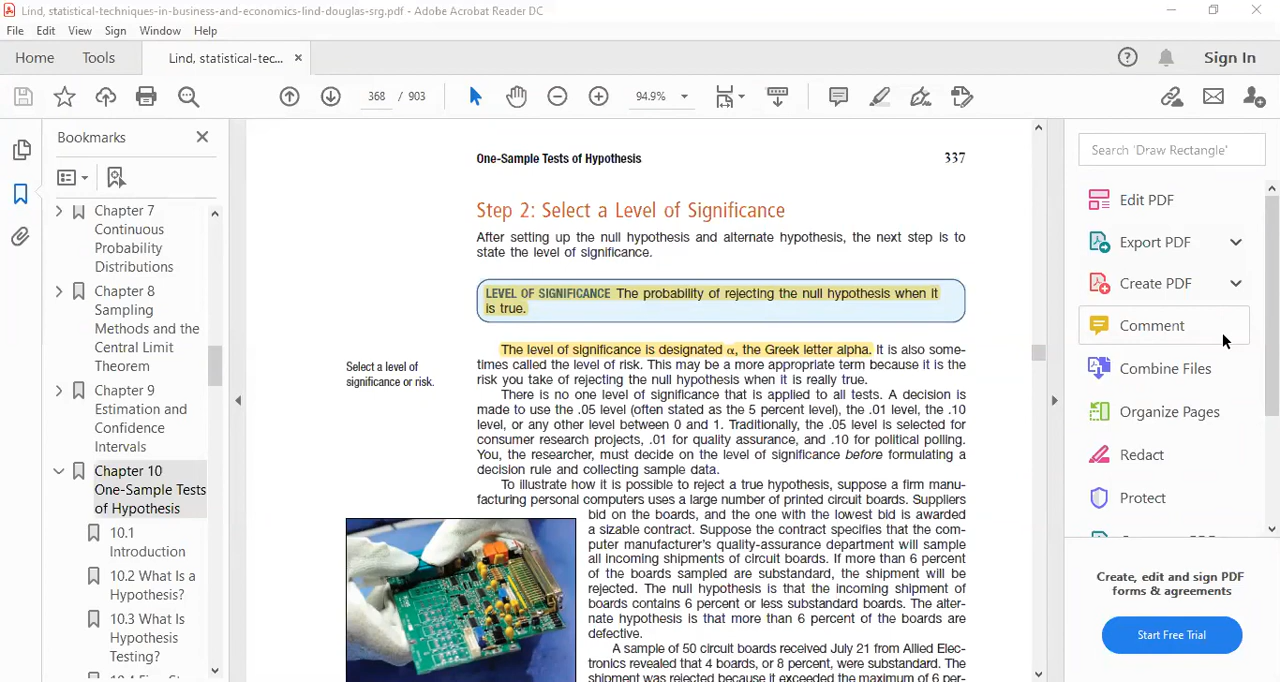 Lind, statistical-techniques-in-business-and-economics-lind-douglas-srg.pdf - Adobe Acrobat Reader DC
File Edit View Sign Window Help
Home Tools Lind, statistical-tec... × Sign In
368 / 903 94.9%
Bookmarks
Chapter 7
Continuous
Probability
Distributions
Chapter 8
Sampling
Methods and the
Central Limit
Theorem
Chapter 9
Estimation and
Confidence
Intervals
Chapter 10
One-Sample Tests
of Hypothesis
10.1
Introduction
10.2 What Is a
Hypothesis?
10.3 What Is
Hypothesis
Testing?
One-Sample Tests of Hypothesis 337
Step 2: Select a Level of Significance
After setting up the null hypothesis and alternate hypothesis, the next step is to
state the level of significance.
LEVEL OF SIGNIFICANCE The probability of rejecting the null hypothesis when it
is true.
Select a level of
significance or risk.
The level of significance is designated α, the Greek letter alpha. It is also some-
times called the level of risk. This may be a more appropriate term because it is the
risk you take of rejecting the null hypothesis when it is really true.
There is no one level of significance that is applied to all tests. A decision is
made to use the .05 level (often stated as the 5 percent level), the .01 level, the .10
level, or any other level between 0 and 1. Traditionally, the .05 level is selected for
consumer research projects, .01 for quality assurance, and .10 for political polling.
You, the researcher, must decide on the level of significance before formulating a
decision rule and collecting sample data.
To illustrate how it is possible to reject a true hypothesis, suppose a firm manu-
facturing personal computers uses a large number of printed circuit boards. Suppliers
bid on the boards, and the one with the lowest bid is awarded
a sizable contract. Suppose the contract specifies that the com-
puter manufacturer's quality-assurance department will sample
all incoming shipments of circuit boards. If more than 6 percent
of the boards sampled are substandard, the shipment will be
rejected. The null hypothesis is that the incoming shipment of
boards contains 6 percent or less substandard boards. The alter-
nate hypothesis is that more than 6 percent of the boards are
defective.
A sample of 50 circuit boards received July 21 from Allied Elec-
tronics revealed that 4 boards, or 8 percent, were substandard. The
shipment was rejected because it exceeded the maximum of 6 per-
Search 'Draw Rectangle'
Edit PDF
Export PDF
Create PDF
Comment
Combine Files
Organize Pages
Redact
Protect
Create, edit and sign PDF
forms & agreements
Start Free Trial